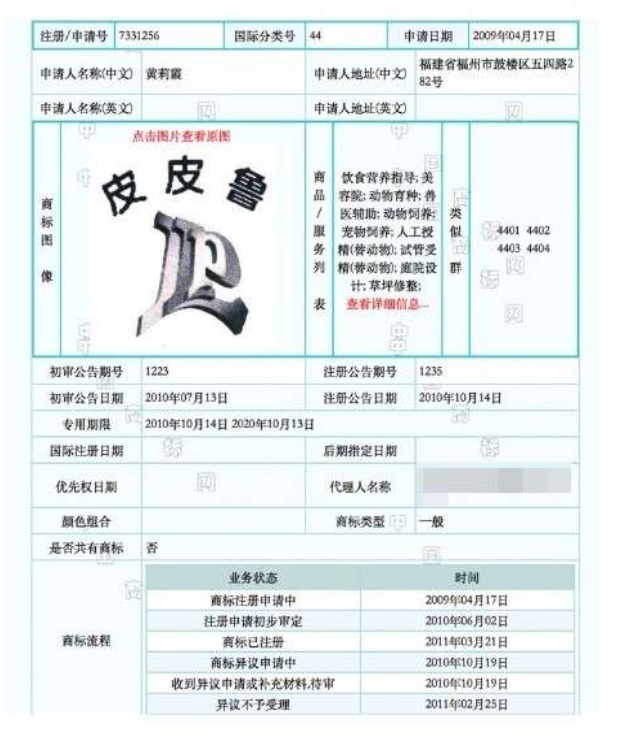 注册/申请号 7331256 国际分类号 44 申请日期 2009年04月17日
申请人名称(中文) 黄莉霞 申请人地址(中文) 福建省福州市鼓楼区五四路2
82号
申请人名称(英文) 申请人地址(英文)
商标图像
点击图片查看原图
皮皮鲁
商品/服务列表
饮食营养指导; 美
容院; 动物育种; 兽
医辅助; 动物饲养;
宠物饲养; 人工授
精(替动物); 试管受
精(替动物); 庭院设
计; 草坪修整;
查看详细信息...
类似群
4401 4402
4403 4404
初审公告期号 1223 注册公告期号 1235
初审公告日期 2010年07月13日 注册公告日期 2010年10月14日
专用期限 2010年10月14日 2020年10月13日
国际注册日期 后期指定日期
优先权日期 代理人名称
颜色组合 商标类型 一般
是否共有商标 否
商标流程
业务状态 时间
商标注册申请中 2009年04月17日
注册申请初步审定 2010年06月02日
商标已注册 2011年03月21日
商标异议申请中 2010年10月19日
收到异议申请或补充材料,待审 2010年10月19日
异议不予受理 2011年02月25日